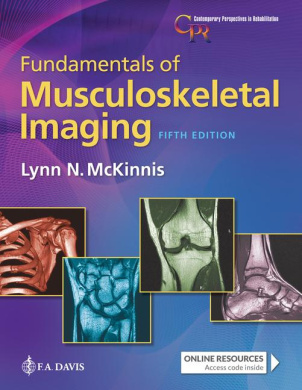 CPR
Contemporary Perspectives in Rehabilitation
Fundamentals of
Musculoskeletal
Imaging FIFTH EDITION
Lynn N. McKinnis
F.A. DAVIS
ONLINE RESOURCES
Access code inside